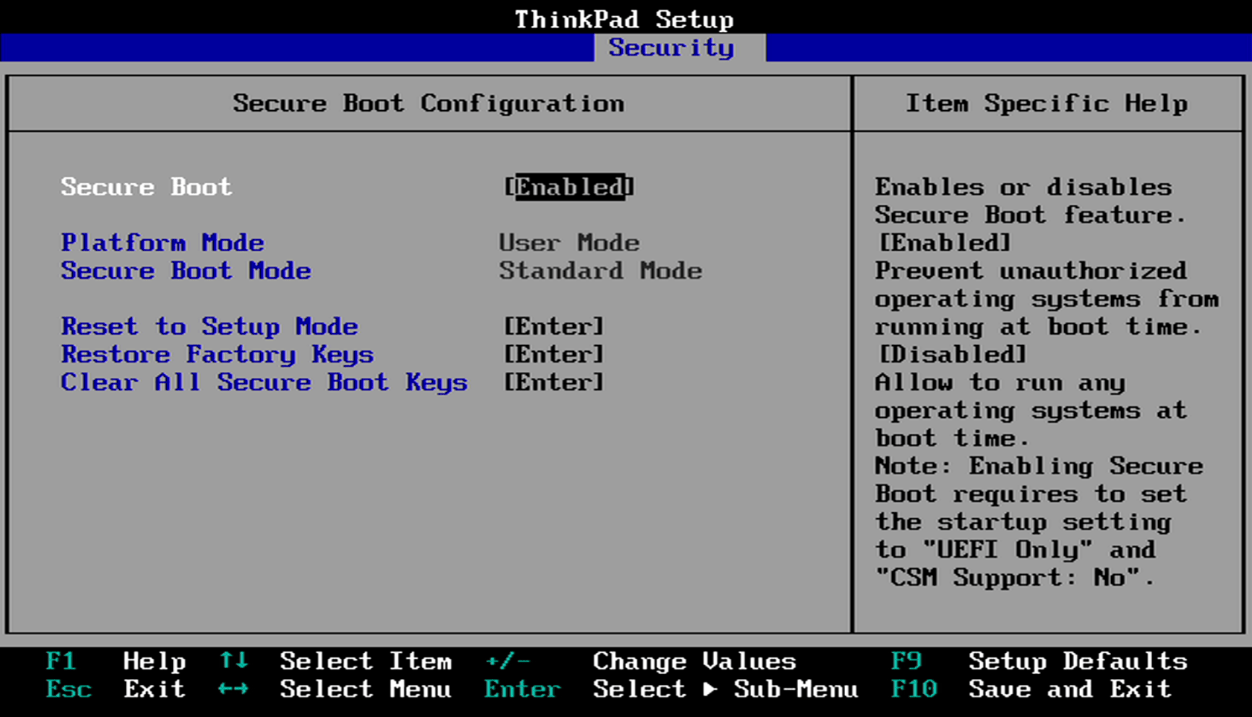 ThinkPad Setup
Security
Secure Boot Configuration
Item Specific Help
Secure Boot [Enabled]
Platform Mode User Mode
Secure Boot Mode Standard Mode
Reset to Setup Mode [Enter]
Restore Factory Keys [Enter]
Clear All Secure Boot Keys [Enter]
Enables or disables
Secure Boot feature.
[Enabled]
Prevent unauthorized
operating systems from
running at boot time.
[Disabled]
Allow to run any
operating systems at
boot time.
Note: Enabling Secure
Boot requires to set
the startup setting
to "UEFI Only" and
"CSM Support: No".
F1 Help ↑↓ Select Item +/- Change Values F9 Setup Defaults
Esc Exit ←→ Select Menu Enter Select ▶ Sub-Menu F10 Save and Exit